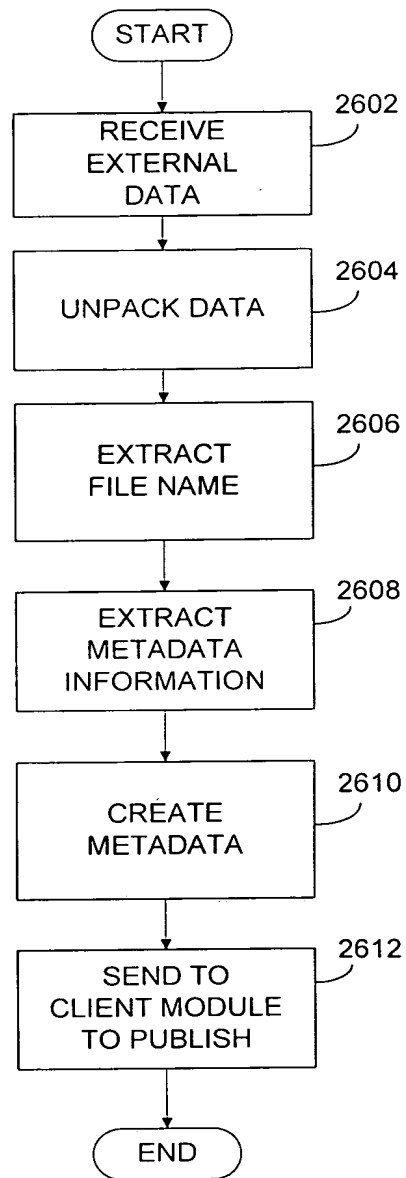 START
2602
RECEIVE
EXTERNAL
DATA
2604
UNPACK DATA
2606
EXTRACT
FILE NAME
2608
EXTRACT
METADATA
INFORMATION
2610
CREATE
METADATA
2612
SEND TO
CLIENT MODULE
TO PUBLISH
END